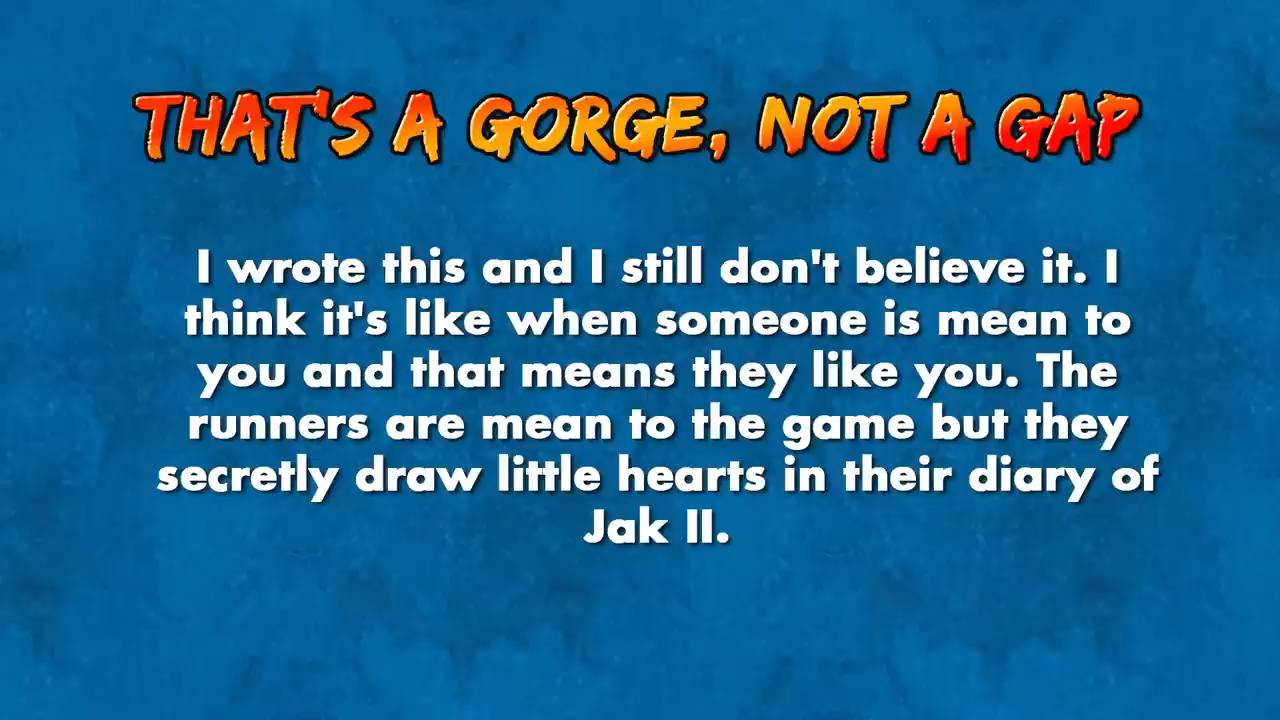 THAT'S A GORGE, NOT A GAP
I wrote this and I still don't believe it. I
think it's like when someone is mean to
you and that means they like you. The
runners are mean to the game but they
secretly draw little hearts in their diary of
Jak II.